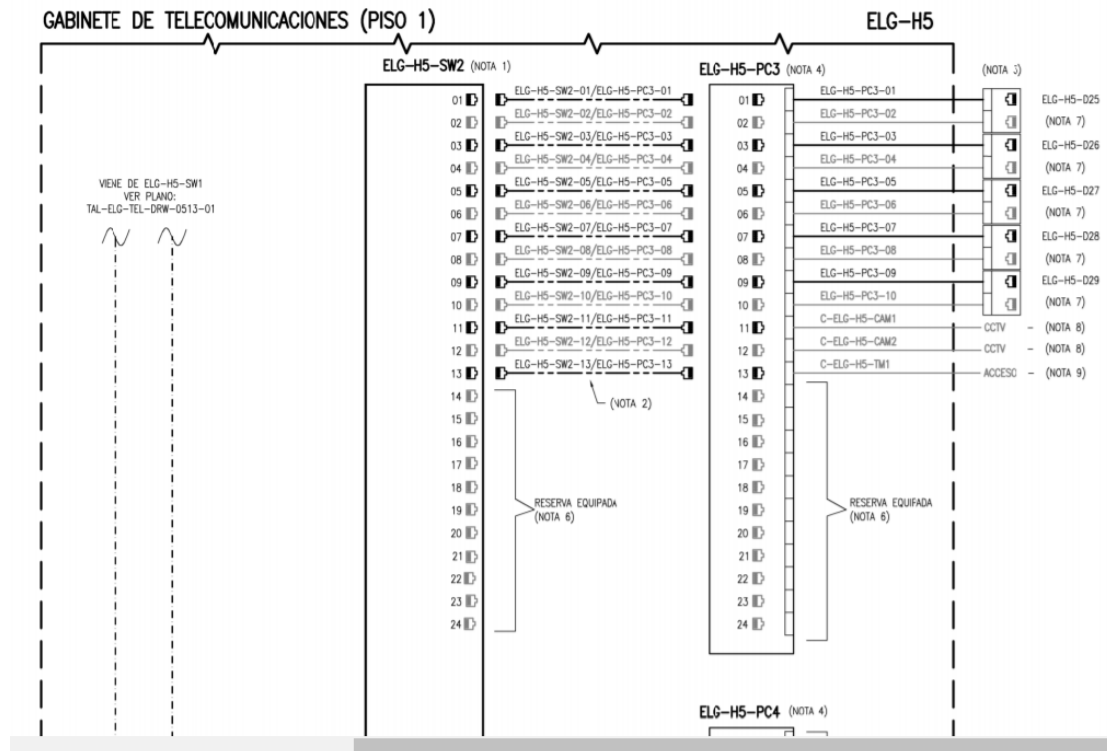 GABINETE DE TELECOMUNICACIONES (PISO 1)
ELG-H5
ELG-H5-SW2 (NOTA 1)
ELG-H5-PC3 (NOTA 4)
(NOTA 5)
VIENE DE ELG-H5-SW1
VER PLANO:
TAL-ELG-TEL-DRW-0513-01
01 ELG-H5-SW2-01/ELG-H5-PC3-01 01 ELG-H5-PC3-01 ELG-H5-D25
02 ELG-H5-SW2-02/ELG-H5-PC3-02 02 ELG-H5-PC3-02 (NOTA 7)
03 ELG-H5-SW2-03/ELG-H5-PC3-03 03 ELG-H5-PC3-03 ELG-H5-D26
04 ELG-H5-SW2-04/ELG-H5-PC3-04 04 ELG-H5-PC3-04 (NOTA 7)
05 ELG-H5-SW2-05/ELG-H5-PC3-05 05 ELG-H5-PC3-05 ELG-H5-D27
06 ELG-H5-SW2-06/ELG-H5-PC3-06 06 ELG-H5-PC3-06 (NOTA 7)
07 ELG-H5-SW2-07/ELG-H5-PC3-07 07 ELG-H5-PC3-07 ELG-H5-D28
08 ELG-H5-SW2-08/ELG-H5-PC3-08 08 ELG-H5-PC3-08 (NOTA 7)
09 ELG-H5-SW2-09/ELG-H5-PC3-09 09 ELG-H5-PC3-09 ELG-H5-D29
10 ELG-H5-SW2-10/ELG-H5-PC3-10 10 ELG-H5-PC3-10 (NOTA 7)
11 ELG-H5-SW2-11/ELG-H5-PC3-11 11 C-ELG-H5-CAM1 CCTV - (NOTA 8)
12 ELG-H5-SW2-12/ELG-H5-PC3-12 12 C-ELG-H5-CAM2 CCTV - (NOTA 8)
13 ELG-H5-SW2-13/ELG-H5-PC3-13 13 C-ELG-H5-TM1 ACCESO - (NOTA 9)
(NOTA 2)
14 14
15 15
16 16
17 17
18 18
19 19
20 20
21 21
22 22
23 23
24 24
RESERVA EQUIPADA
(NOTA 6)
RESERVA EQUIPADA
(NOTA 6)
ELG-H5-PC4 (NOTA 4)